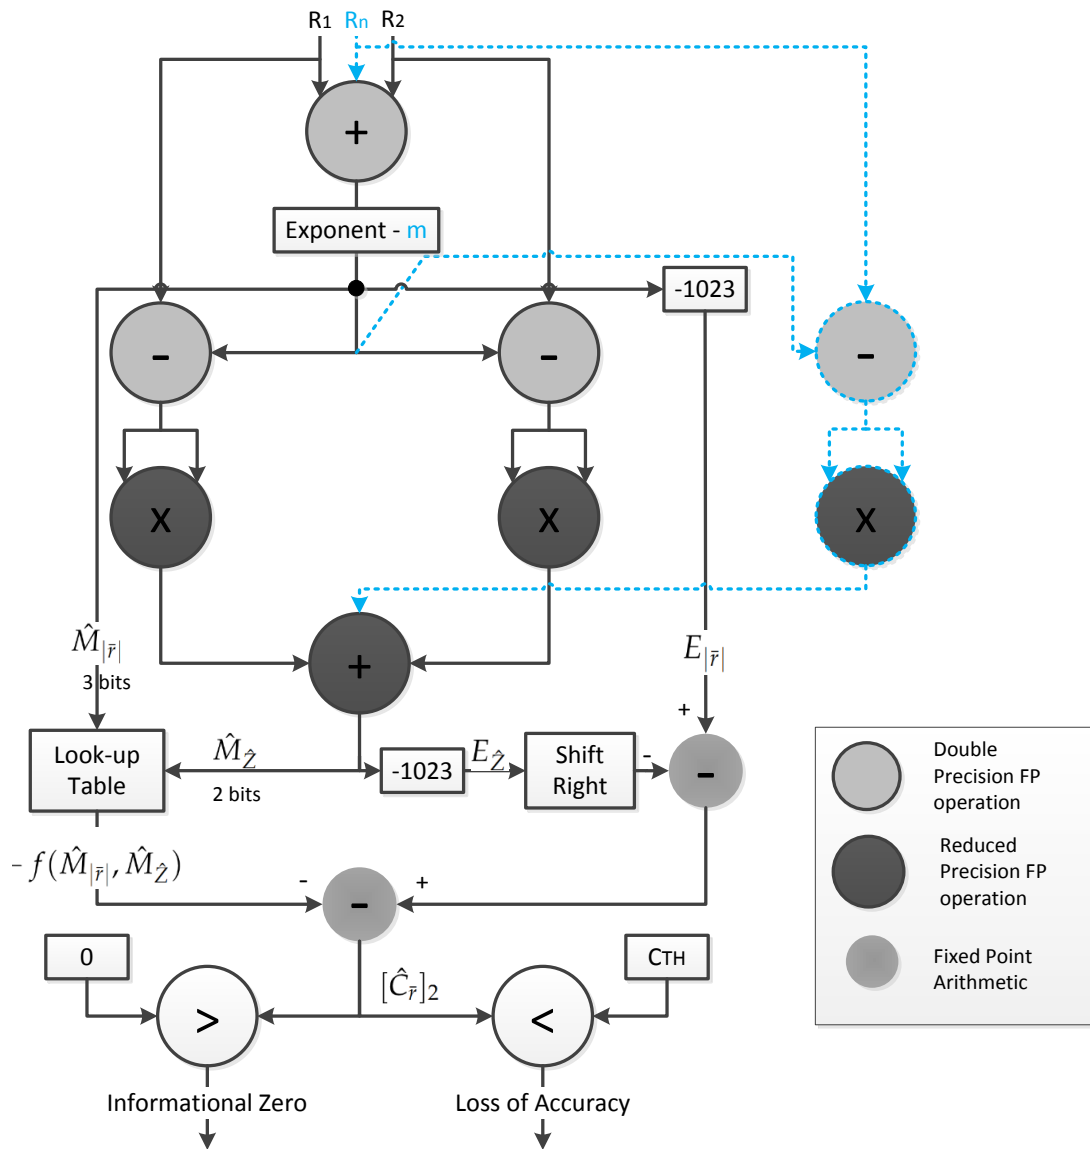 R1 Rn R2
+
Exponent - m
-1023
-
-
-
x
x
x
M̂|r̄|
3 bits
+
E|r̄|
+
Look-up
Table
M̂Ẑ
2 bits
-1023
EẐ
Shift
Right
-
-
- f(M̂|r̄|, M̂Ẑ)
-
-
+
0
CTH
[Ĉr̄]2
>
<
Informational Zero
Loss of Accuracy
Double
Precision FP
operation
Reduced
Precision FP
operation
Fixed Point
Arithmetic